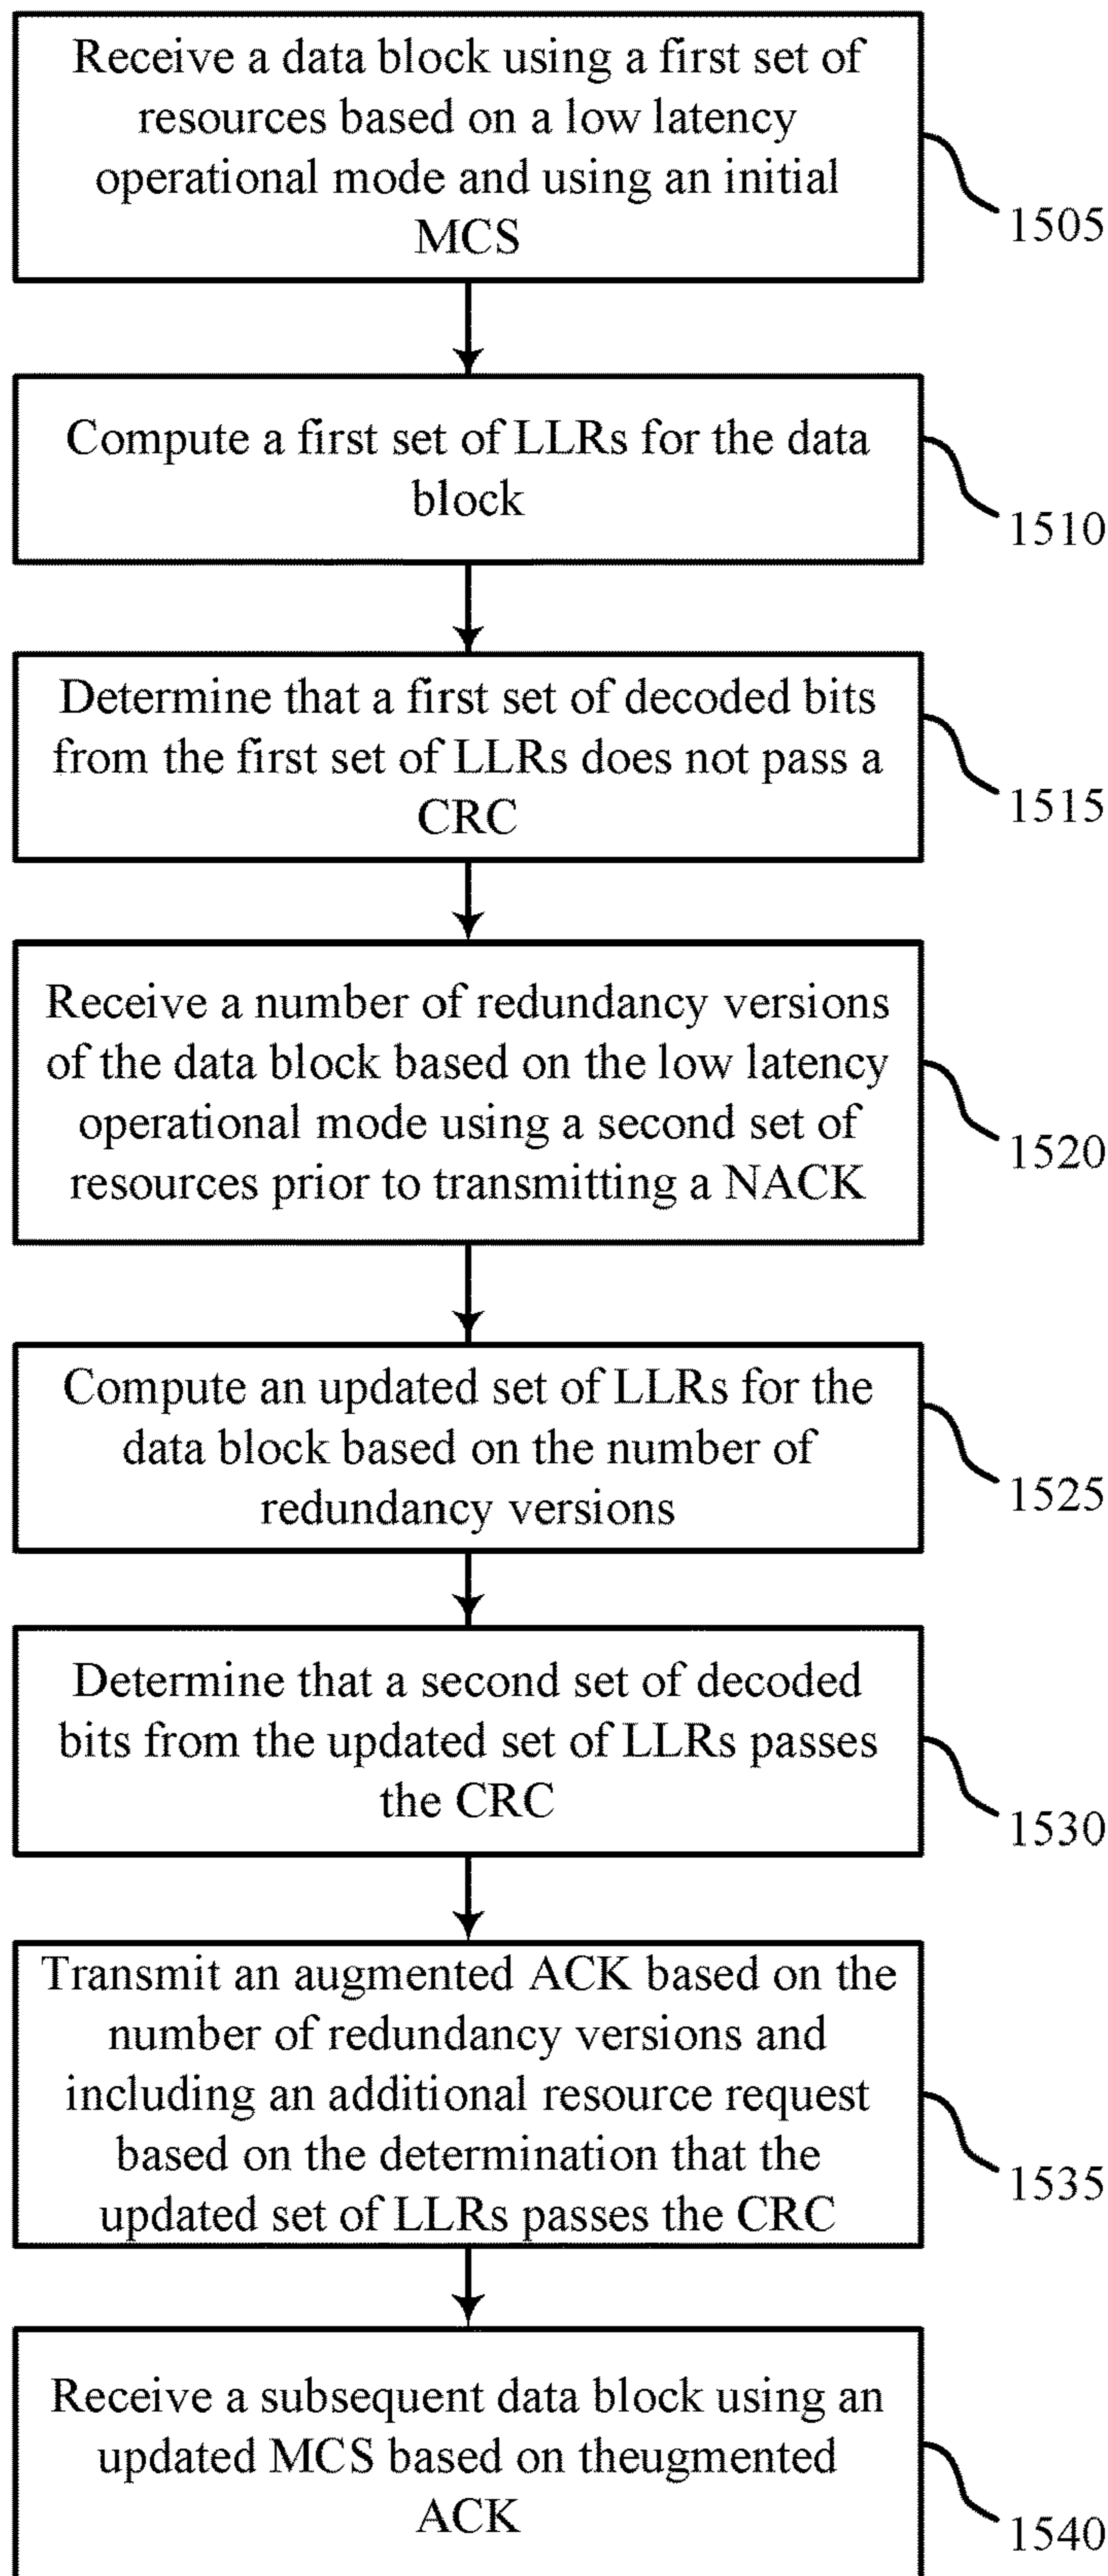 Receive a data block using a first set of
resources based on a low latency
operational mode and using an initial
MCS
1505
Compute a first set of LLRs for the data
block
1510
Determine that a first set of decoded bits
from the first set of LLRs does not pass a
CRC
1515
Receive a number of redundancy versions
of the data block based on the low latency
operational mode using a second set of
resources prior to transmitting a NACK
1520
Compute an updated set of LLRs for the
data block based on the number of
redundancy versions
1525
Determine that a second set of decoded
bits from the updated set of LLRs passes
the CRC
1530
Transmit an augmented ACK based on the
number of redundancy versions and
including an additional resource request
based on the determination that the
updated set of LLRs passes the CRC
1535
Receive a subsequent data block using an
updated MCS based on theugmented
ACK
1540